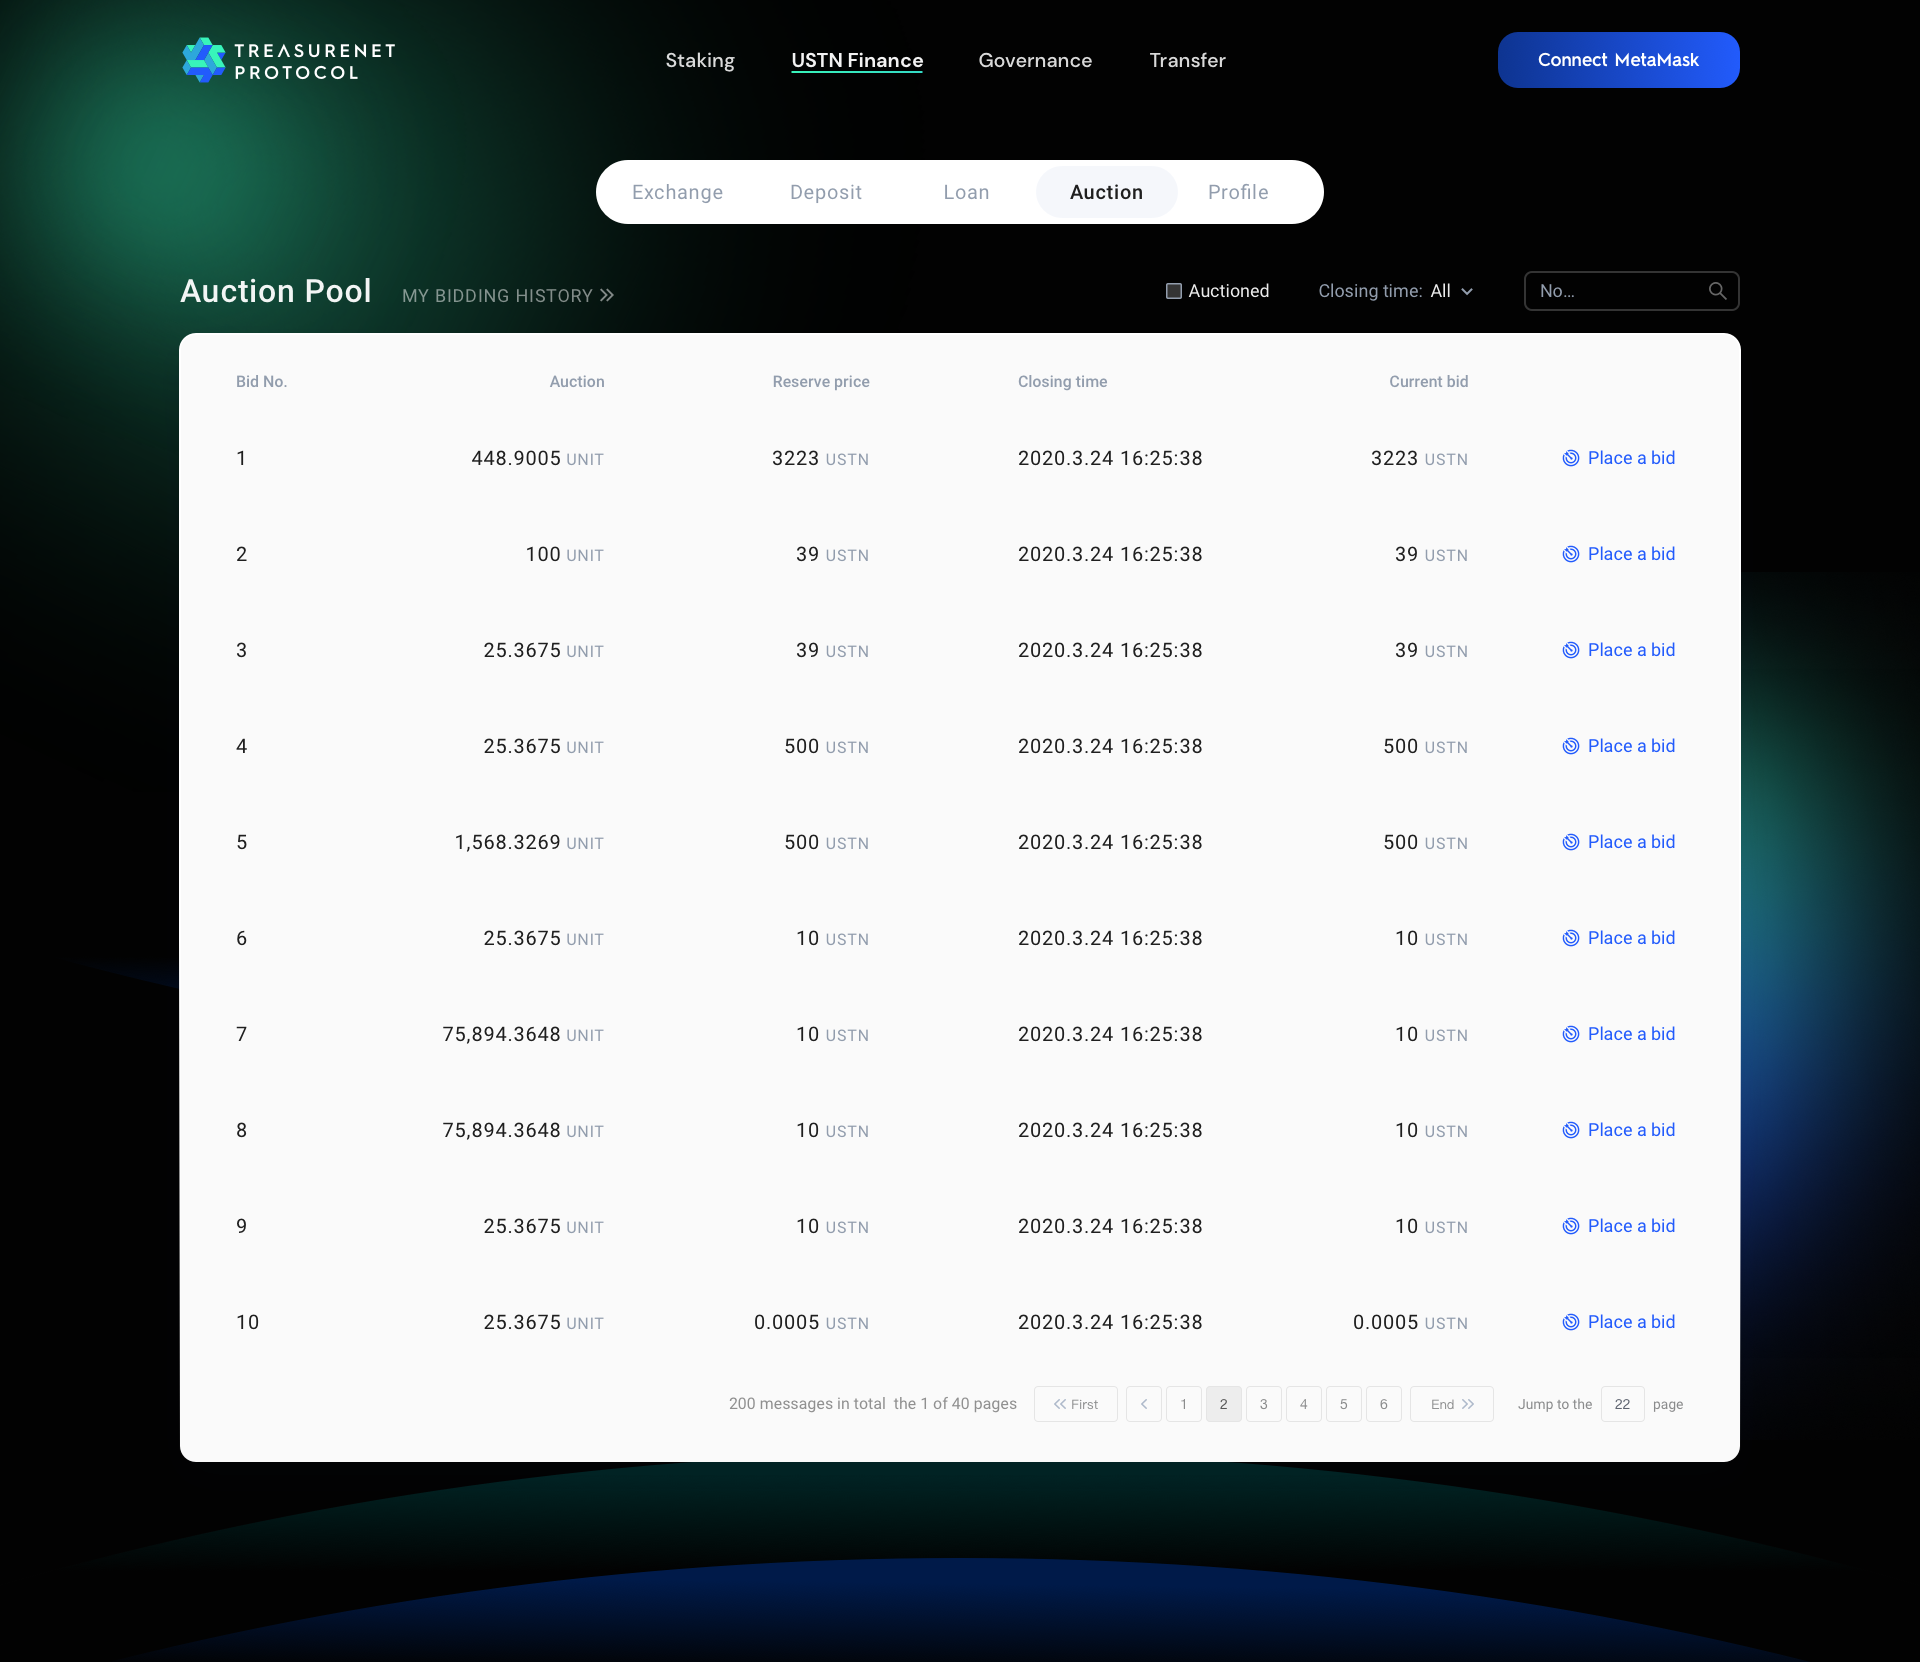 TREASURENET
PROTOCOL
Staking
USTN Finance
Governance
Transfer
Connect MetaMask
Exchange
Deposit
Loan
Auction
Profile
Auction Pool
MY BIDDING HISTORY
Auctioned
Closing time: All
No...
Bid No. Auction Reserve price Closing time Current bid
1 448.9005 UNIT 3223 USTN 2020.3.24 16:25:38 3223 USTN Place a bid
2 100 UNIT 39 USTN 2020.3.24 16:25:38 39 USTN Place a bid
3 25.3675 UNIT 39 USTN 2020.3.24 16:25:38 39 USTN Place a bid
4 25.3675 UNIT 500 USTN 2020.3.24 16:25:38 500 USTN Place a bid
5 1,568.3269 UNIT 500 USTN 2020.3.24 16:25:38 500 USTN Place a bid
6 25.3675 UNIT 10 USTN 2020.3.24 16:25:38 10 USTN Place a bid
7 75,894.3648 UNIT 10 USTN 2020.3.24 16:25:38 10 USTN Place a bid
8 75,894.3648 UNIT 10 USTN 2020.3.24 16:25:38 10 USTN Place a bid
9 25.3675 UNIT 10 USTN 2020.3.24 16:25:38 10 USTN Place a bid
10 25.3675 UNIT 0.0005 USTN 2020.3.24 16:25:38 0.0005 USTN Place a bid
200 messages in total the 1 of 40 pages First 1 2 3 4 5 6 End Jump to the 22 page